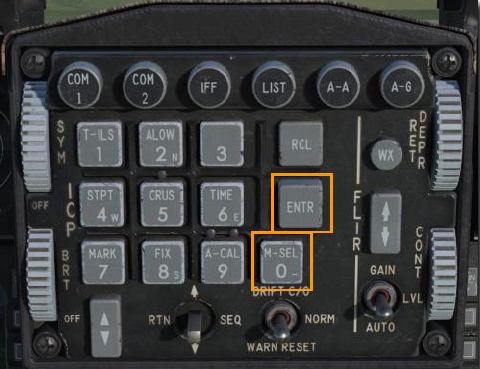 COM 1
COM 2
IFF
LIST
A-A
A-G
SYM
T-ILS 1
ALOW 2 N
3
RCL
RET DEPR
WX
OFF
ICP
STPT 4 W
CRUS 5
TIME 6 E
ENTR
FLIR
BRT
MARK 7
FIX 8 S
A-CAL 9
M-SEL 0 -
CONT
GAIN
LVL
AUTO
OFF
RTN
SEQ
DRIFT C/O
NORM
WARN RESET